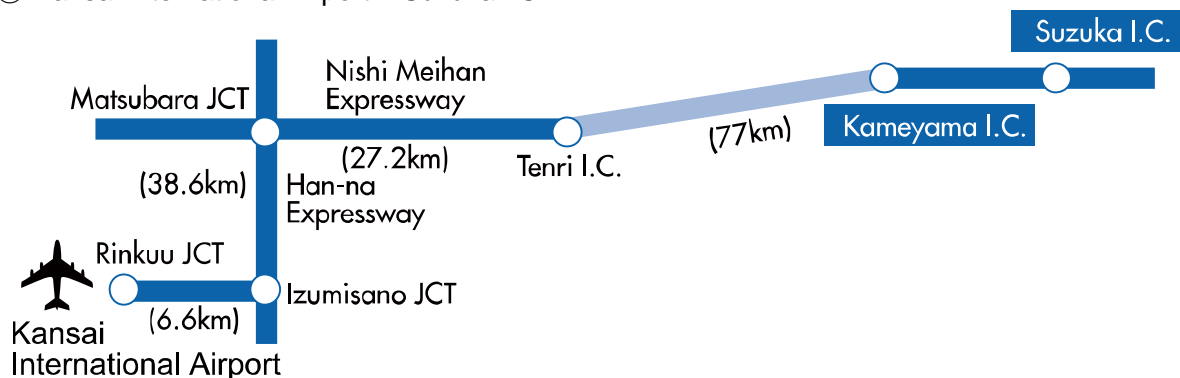 Suzuka I.C.
Nishi Meihan
Expressway
Matsubara JCT
Kameyama I.C.
(77km)
(27.2km)
Tenri I.C.
(38.6km)
Han-na
Expressway
Rinkuu JCT
Izumisano JCT
(6.6km)
Kansai
International Airport